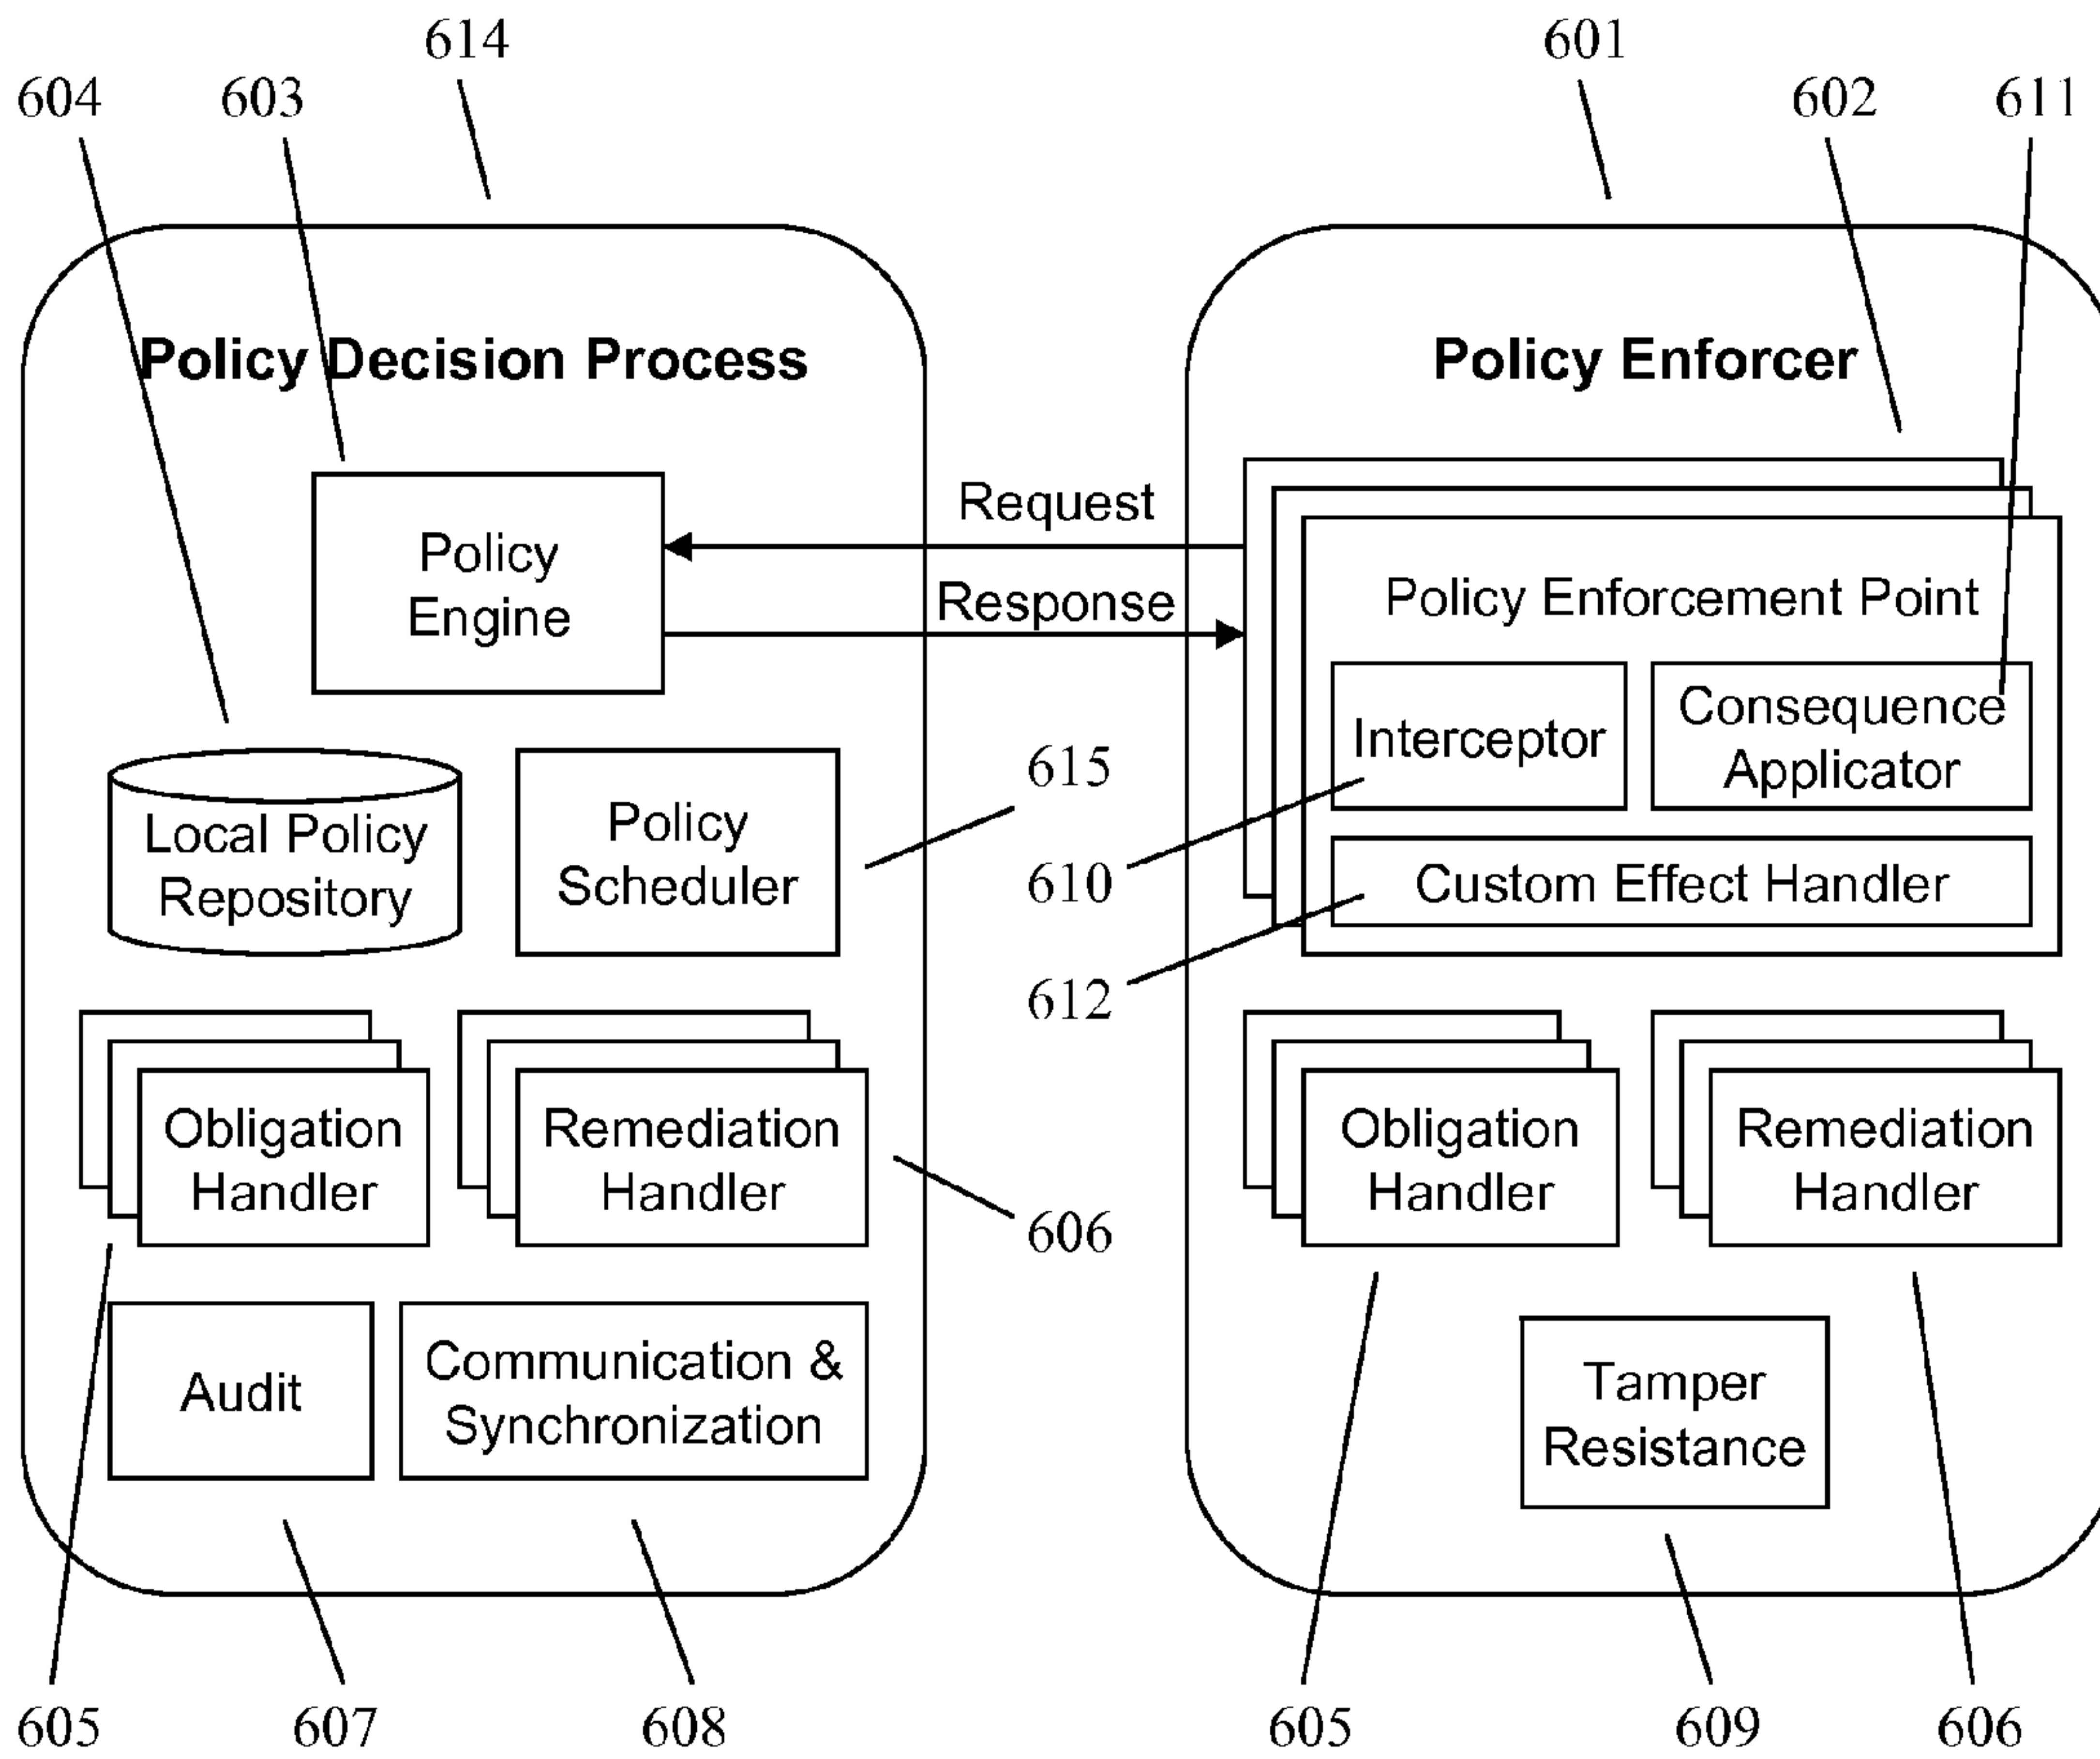 614
601
604
603
602
611
Policy Decision Process
Policy Enforcer
Policy
Engine
Request
Response
Policy Enforcement Point
Interceptor
Consequence
Applicator
Custom Effect Handler
Local Policy
Repository
Policy
Scheduler
615
610
612
Obligation
Handler
Remediation
Handler
606
Obligation
Handler
Remediation
Handler
Audit
Communication &
Synchronization
Tamper
Resistance
605
607
608
605
609
606